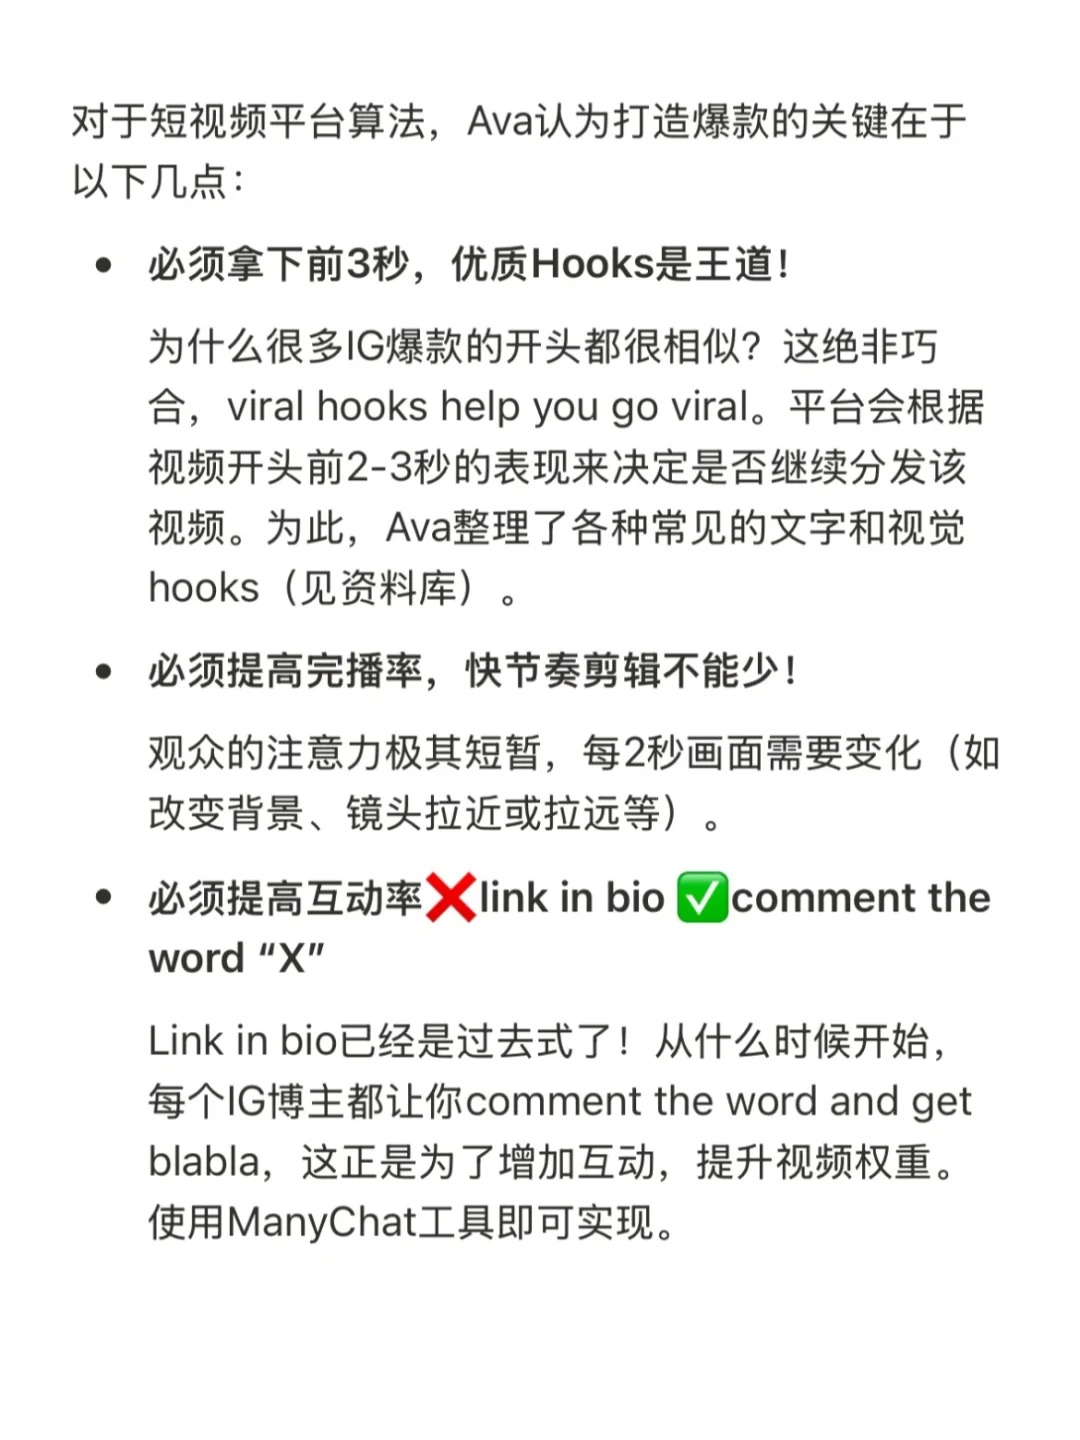 对于短视频平台算法，Ava认为打造爆款的关键在于
以下几点：
• 必须拿下前3秒，优质Hooks是王道！
为什么很多IG爆款的开头都很相似？这绝非巧
合，viral hooks help you go viral。平台会根据
视频开头前2-3秒的表现来决定是否继续分发该
视频。为此，Ava整理了各种常见的文字和视觉
hooks（见资料库）。
• 必须提高完播率，快节奏剪辑不能少！
观众的注意力极其短暂，每2秒画面需要变化（如
改变背景、镜头拉近或拉远等）。
• 必须提高互动率❌link in bio ✅comment the
word “X”
Link in bio已经是过去式了！从什么时候开始，
每个IG博主都让你comment the word and get
blabla，这正是为了增加互动，提升视频权重。
使用ManyChat工具即可实现。